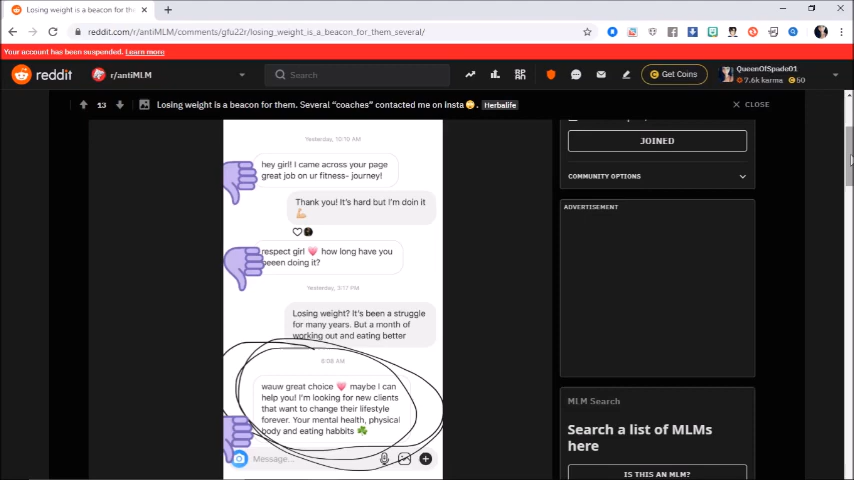 Losing weight is a beacon for the
reddit.com/r/antiMLM/comments/gfu22r/losing_weight_is_a_beacon_for_them_several/
Your account has been suspended. Learn more
reddit
r/antiMLM
Search
Get Coins
QueenOfSpade01
7.6k karma 50
13 Losing weight is a beacon for them. Several “coaches” contacted me on insta🙄. Herbalife
CLOSE
Yesterday, 10:10 AM
hey girl! I came across your page
great job on ur fitness- journey!
Thank you! It's hard but I'm doin it
💪🏼
respect girl 💗 how long have you
beeen doing it?
Yesterday, 3:17 PM
Losing weight? It's been a struggle
for many years. But a month of
working out and eating better
6:08 AM
wauw great choice 💗 maybe I can
help you! I'm looking for new clients
that want to change their lifestyle
forever. Your mental health, physical
body and eating habbits ☘️
Message...
JOINED
COMMUNITY OPTIONS
ADVERTISEMENT
MLM Search
Search a list of MLMs
here
IS THIS AN MLM?